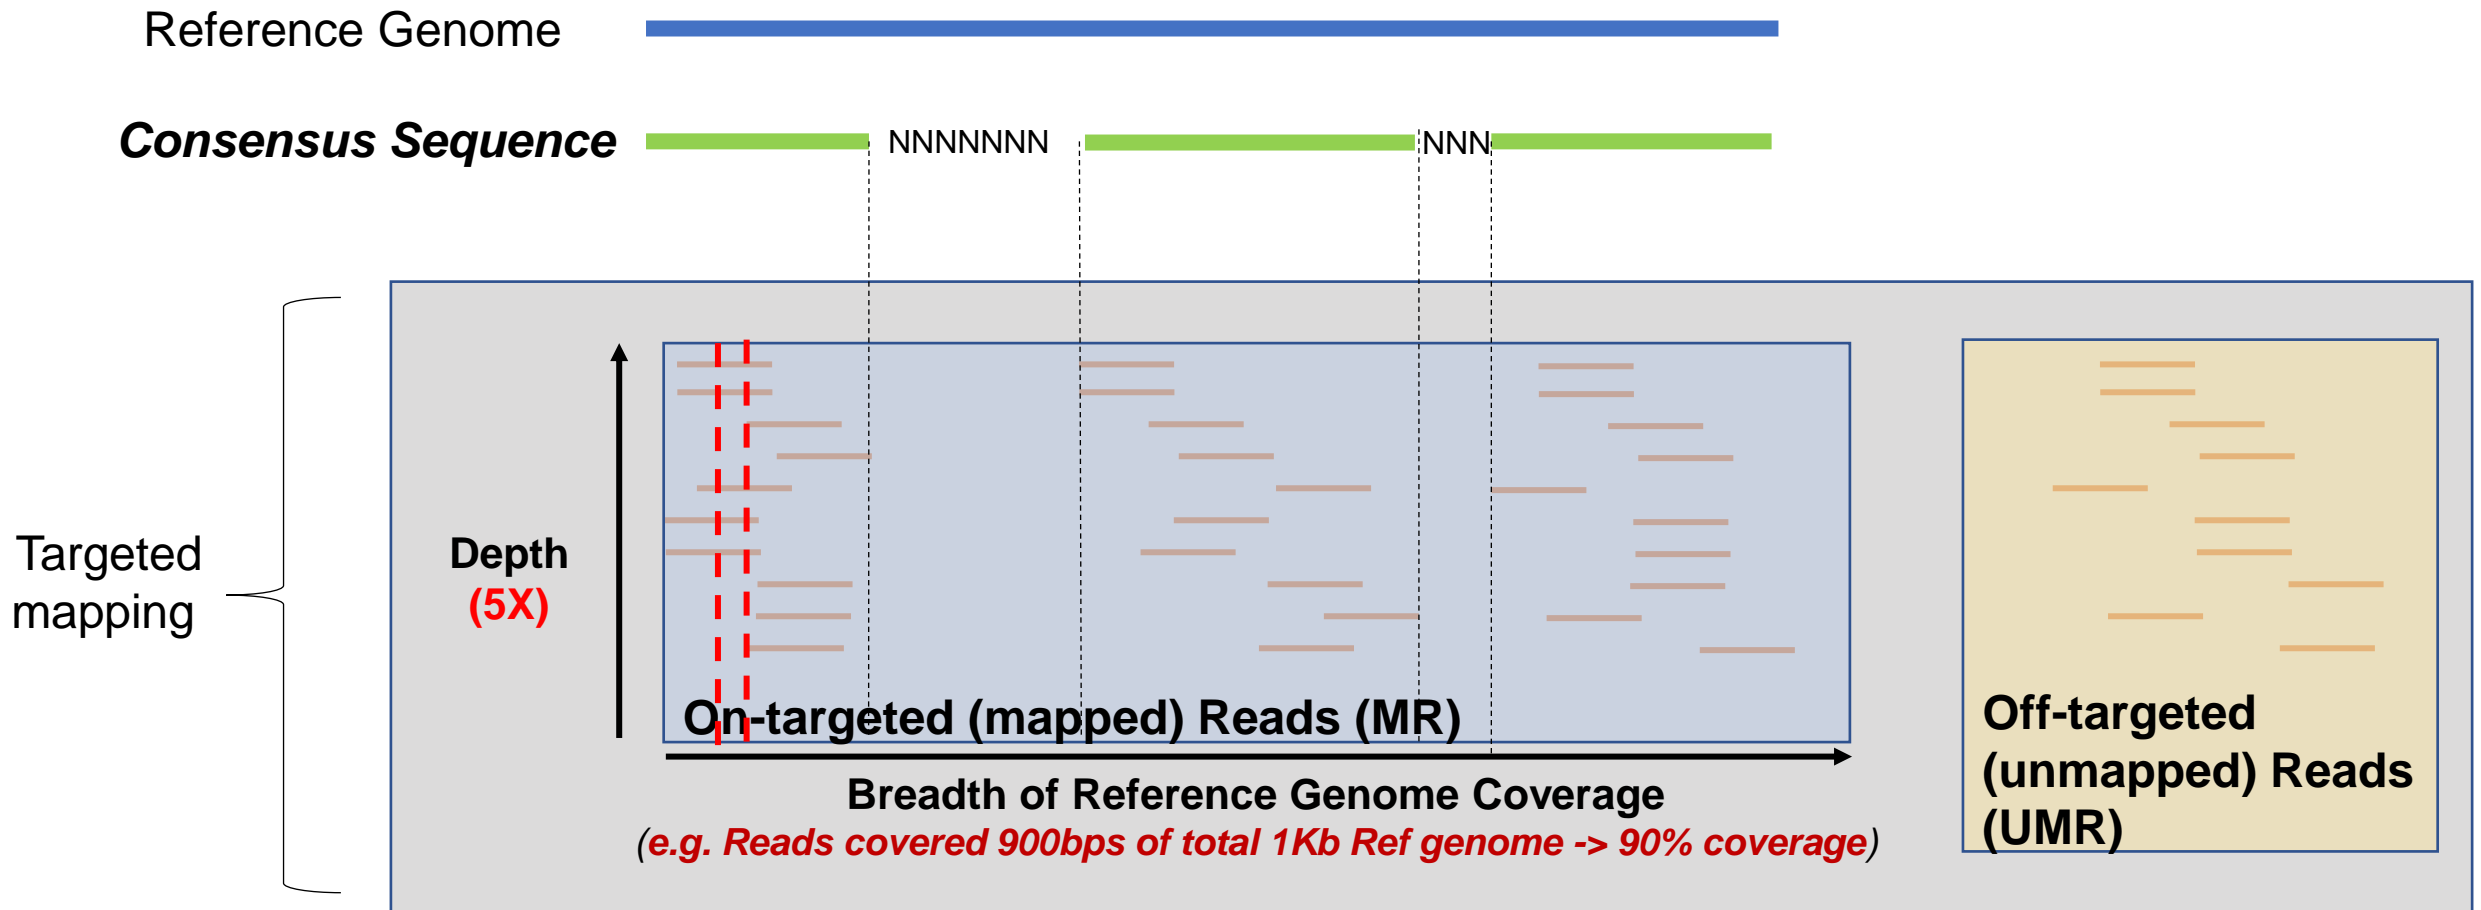 Reference Genome
Consensus Sequence
NNNNNNN
NNN
Targeted
mapping
Depth
(5X)
On-targeted (mapped) Reads (MR)
Breadth of Reference Genome Coverage
(e.g. Reads covered 900bps of total 1Kb Ref genome -> 90% coverage)
Off-targeted
(unmapped) Reads
(UMR)